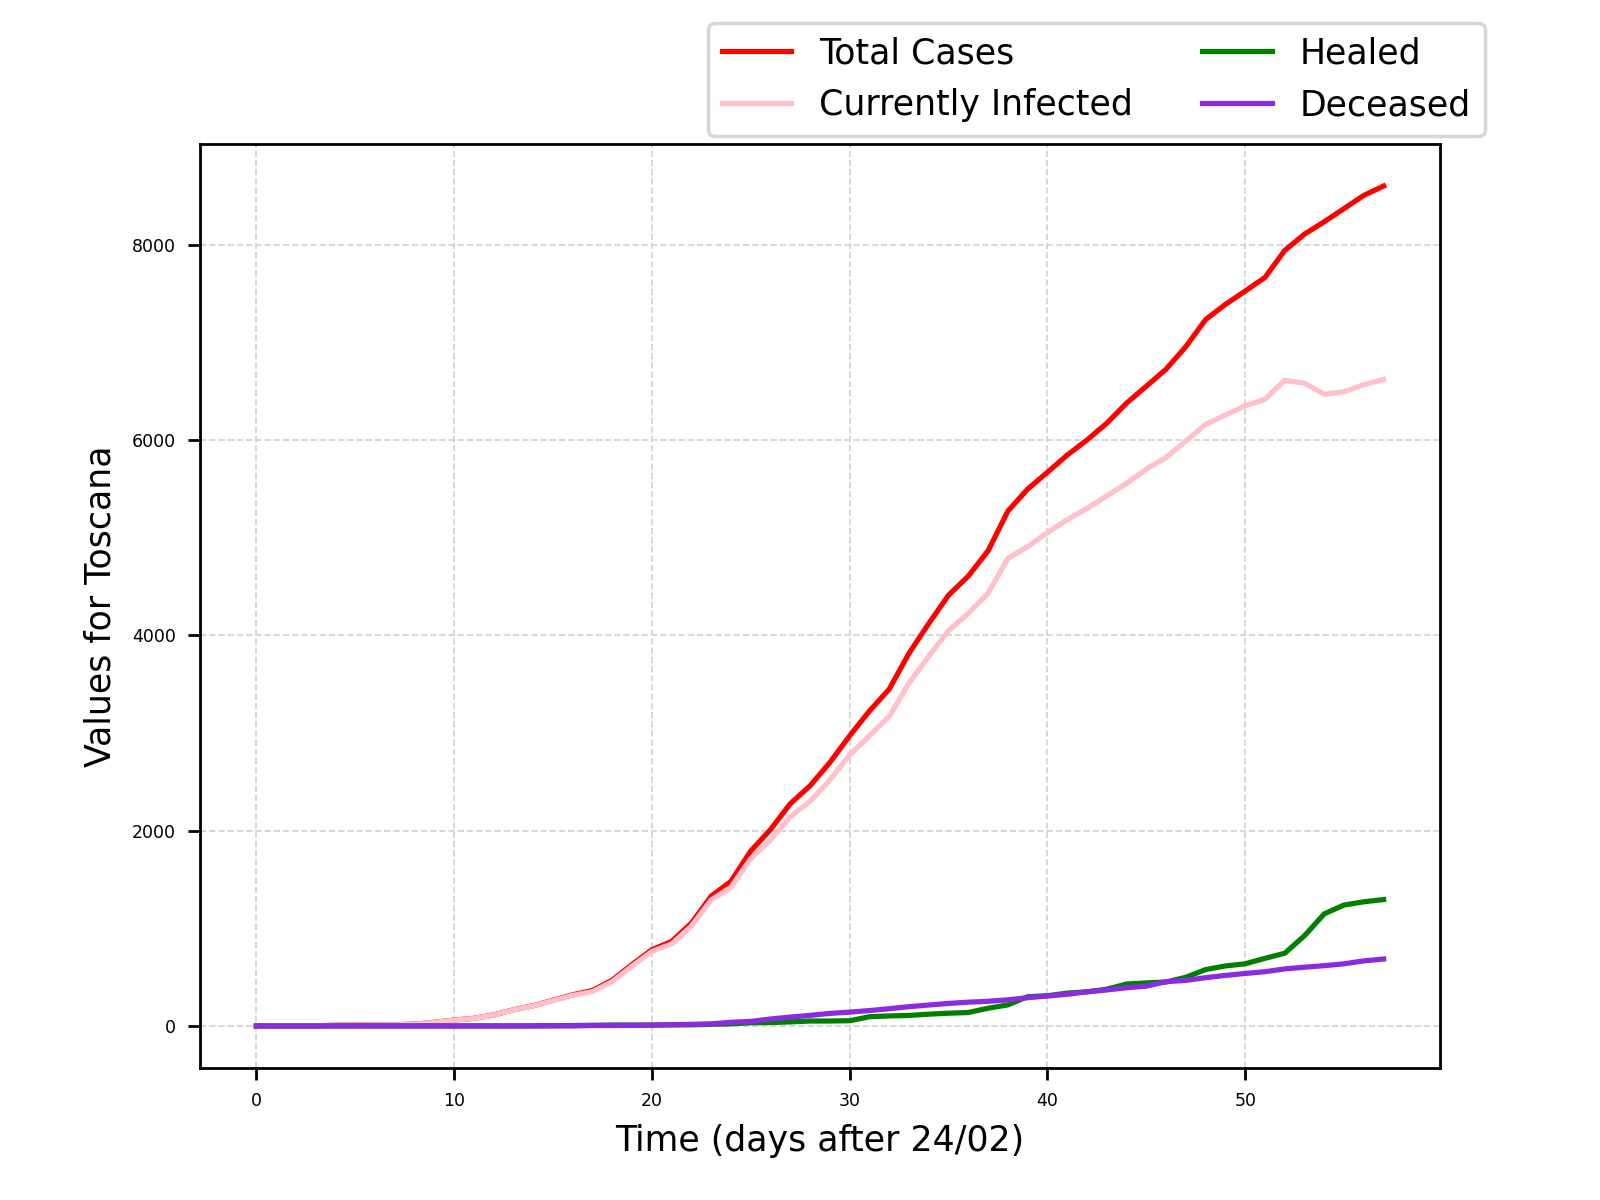 Total Cases
Currently Infected
Healed
Deceased
Values for Toscana
8000
6000
4000
2000
0
0 10 20 30 40 50
Time (days after 24/02)